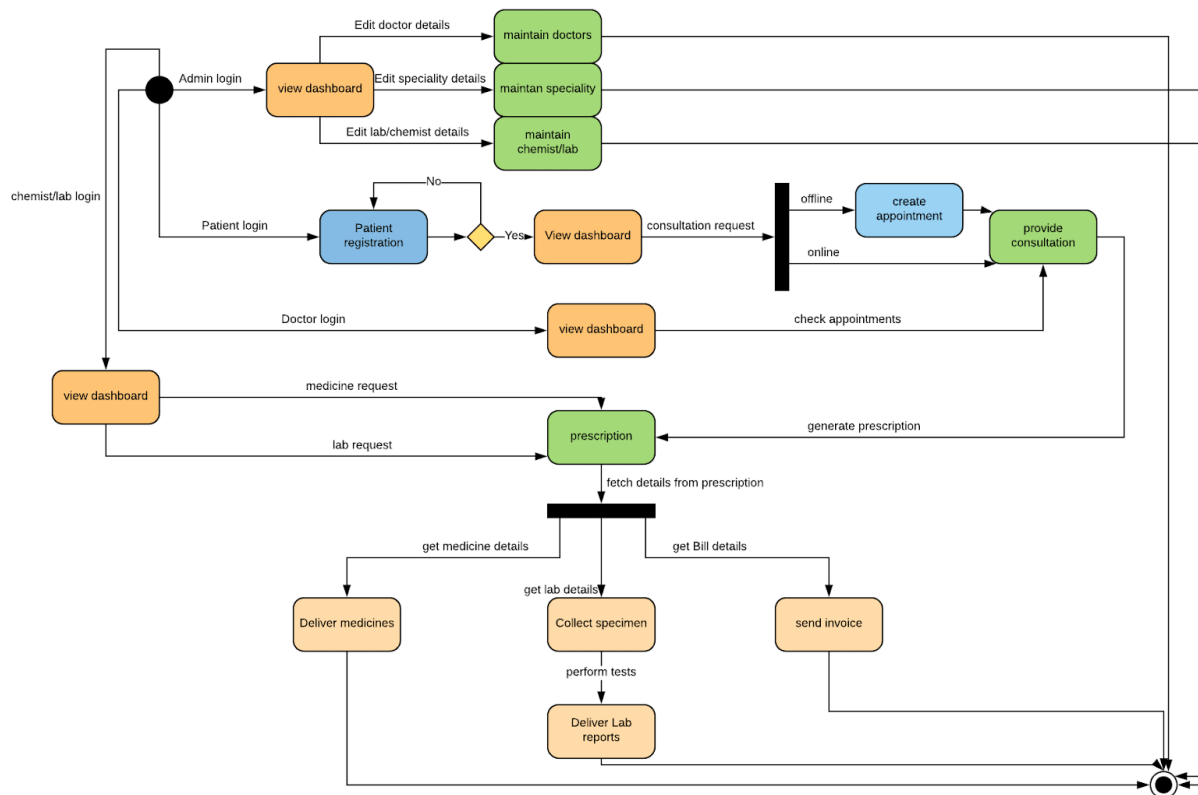 Edit doctor details
maintain doctors
Admin login
view dashboard
Edit speciality details
maintan speciality
Edit lab/chemist details
maintain
chemist/lab
chemist/lab login
No
offline
create
appointment
Patient login
Patient
registration
Yes
View dashboard
consultation request
provide
consultation
online
Doctor login
view dashboard
check appointments
view dashboard
medicine request
prescription
generate prescription
lab request
fetch details from prescription
get medicine details
get Bill details
get lab details
Deliver medicines
Collect specimen
send invoice
perform tests
Deliver Lab
reports